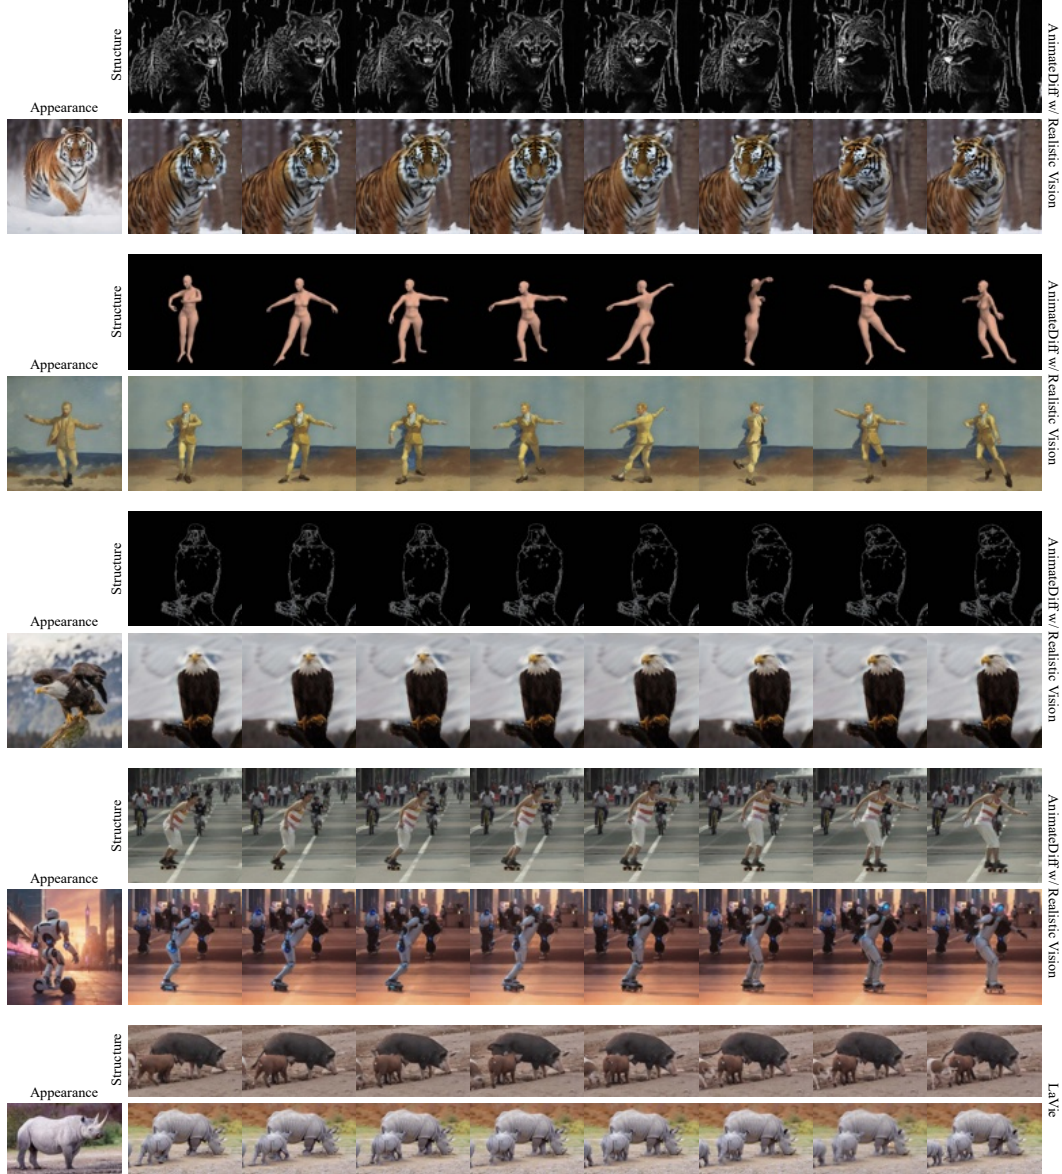 Structure
Appearance
AnimateDiff w/ Realistic Vision
Structure
Appearance
AnimateDiff w/ Realistic Vision
Structure
Appearance
AnimateDiff w/ Realistic Vision
Structure
Appearance
AnimateDiff w/ Realistic Vision
Structure
Appearance
LaVie